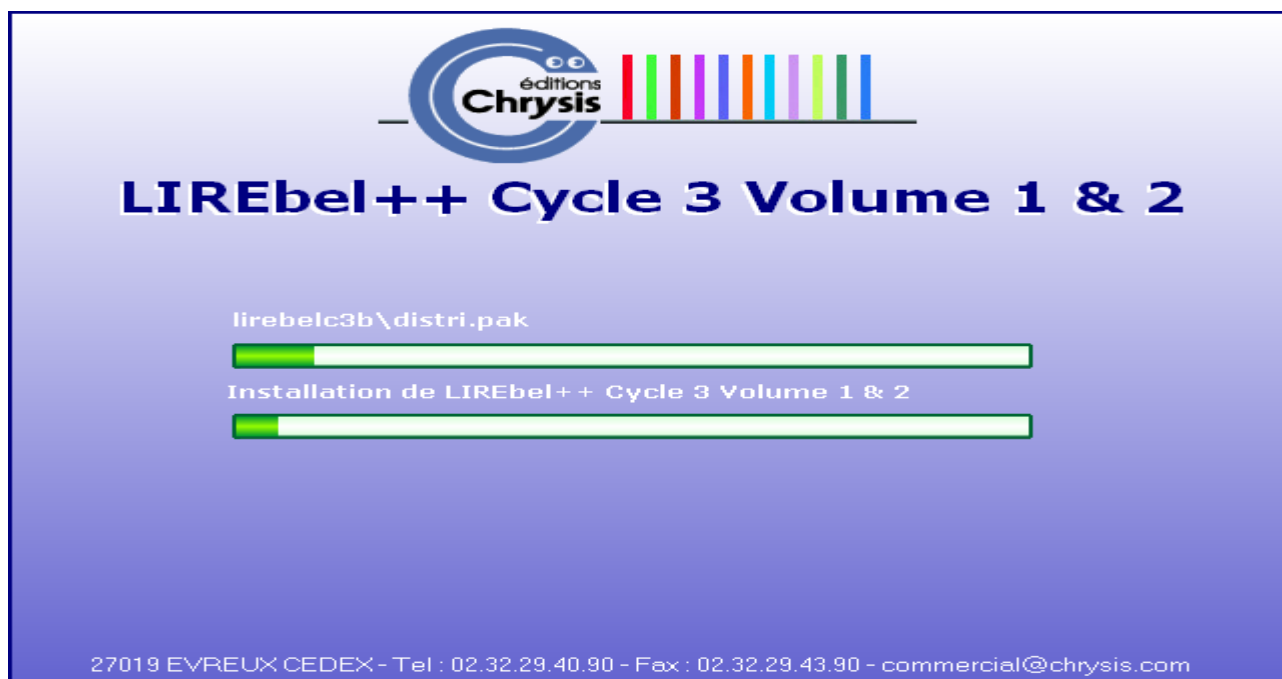 éditions
Chrysis
LIREbel++ Cycle 3 Volume 1 & 2
lirebelc3b\distri.pak
Installation de LIREbel++ Cycle 3 Volume 1 & 2
27019 EVREUX CEDEX - Tel : 02.32.29.40.90 - Fax : 02.32.29.43.90 - commercial@chrysis.com